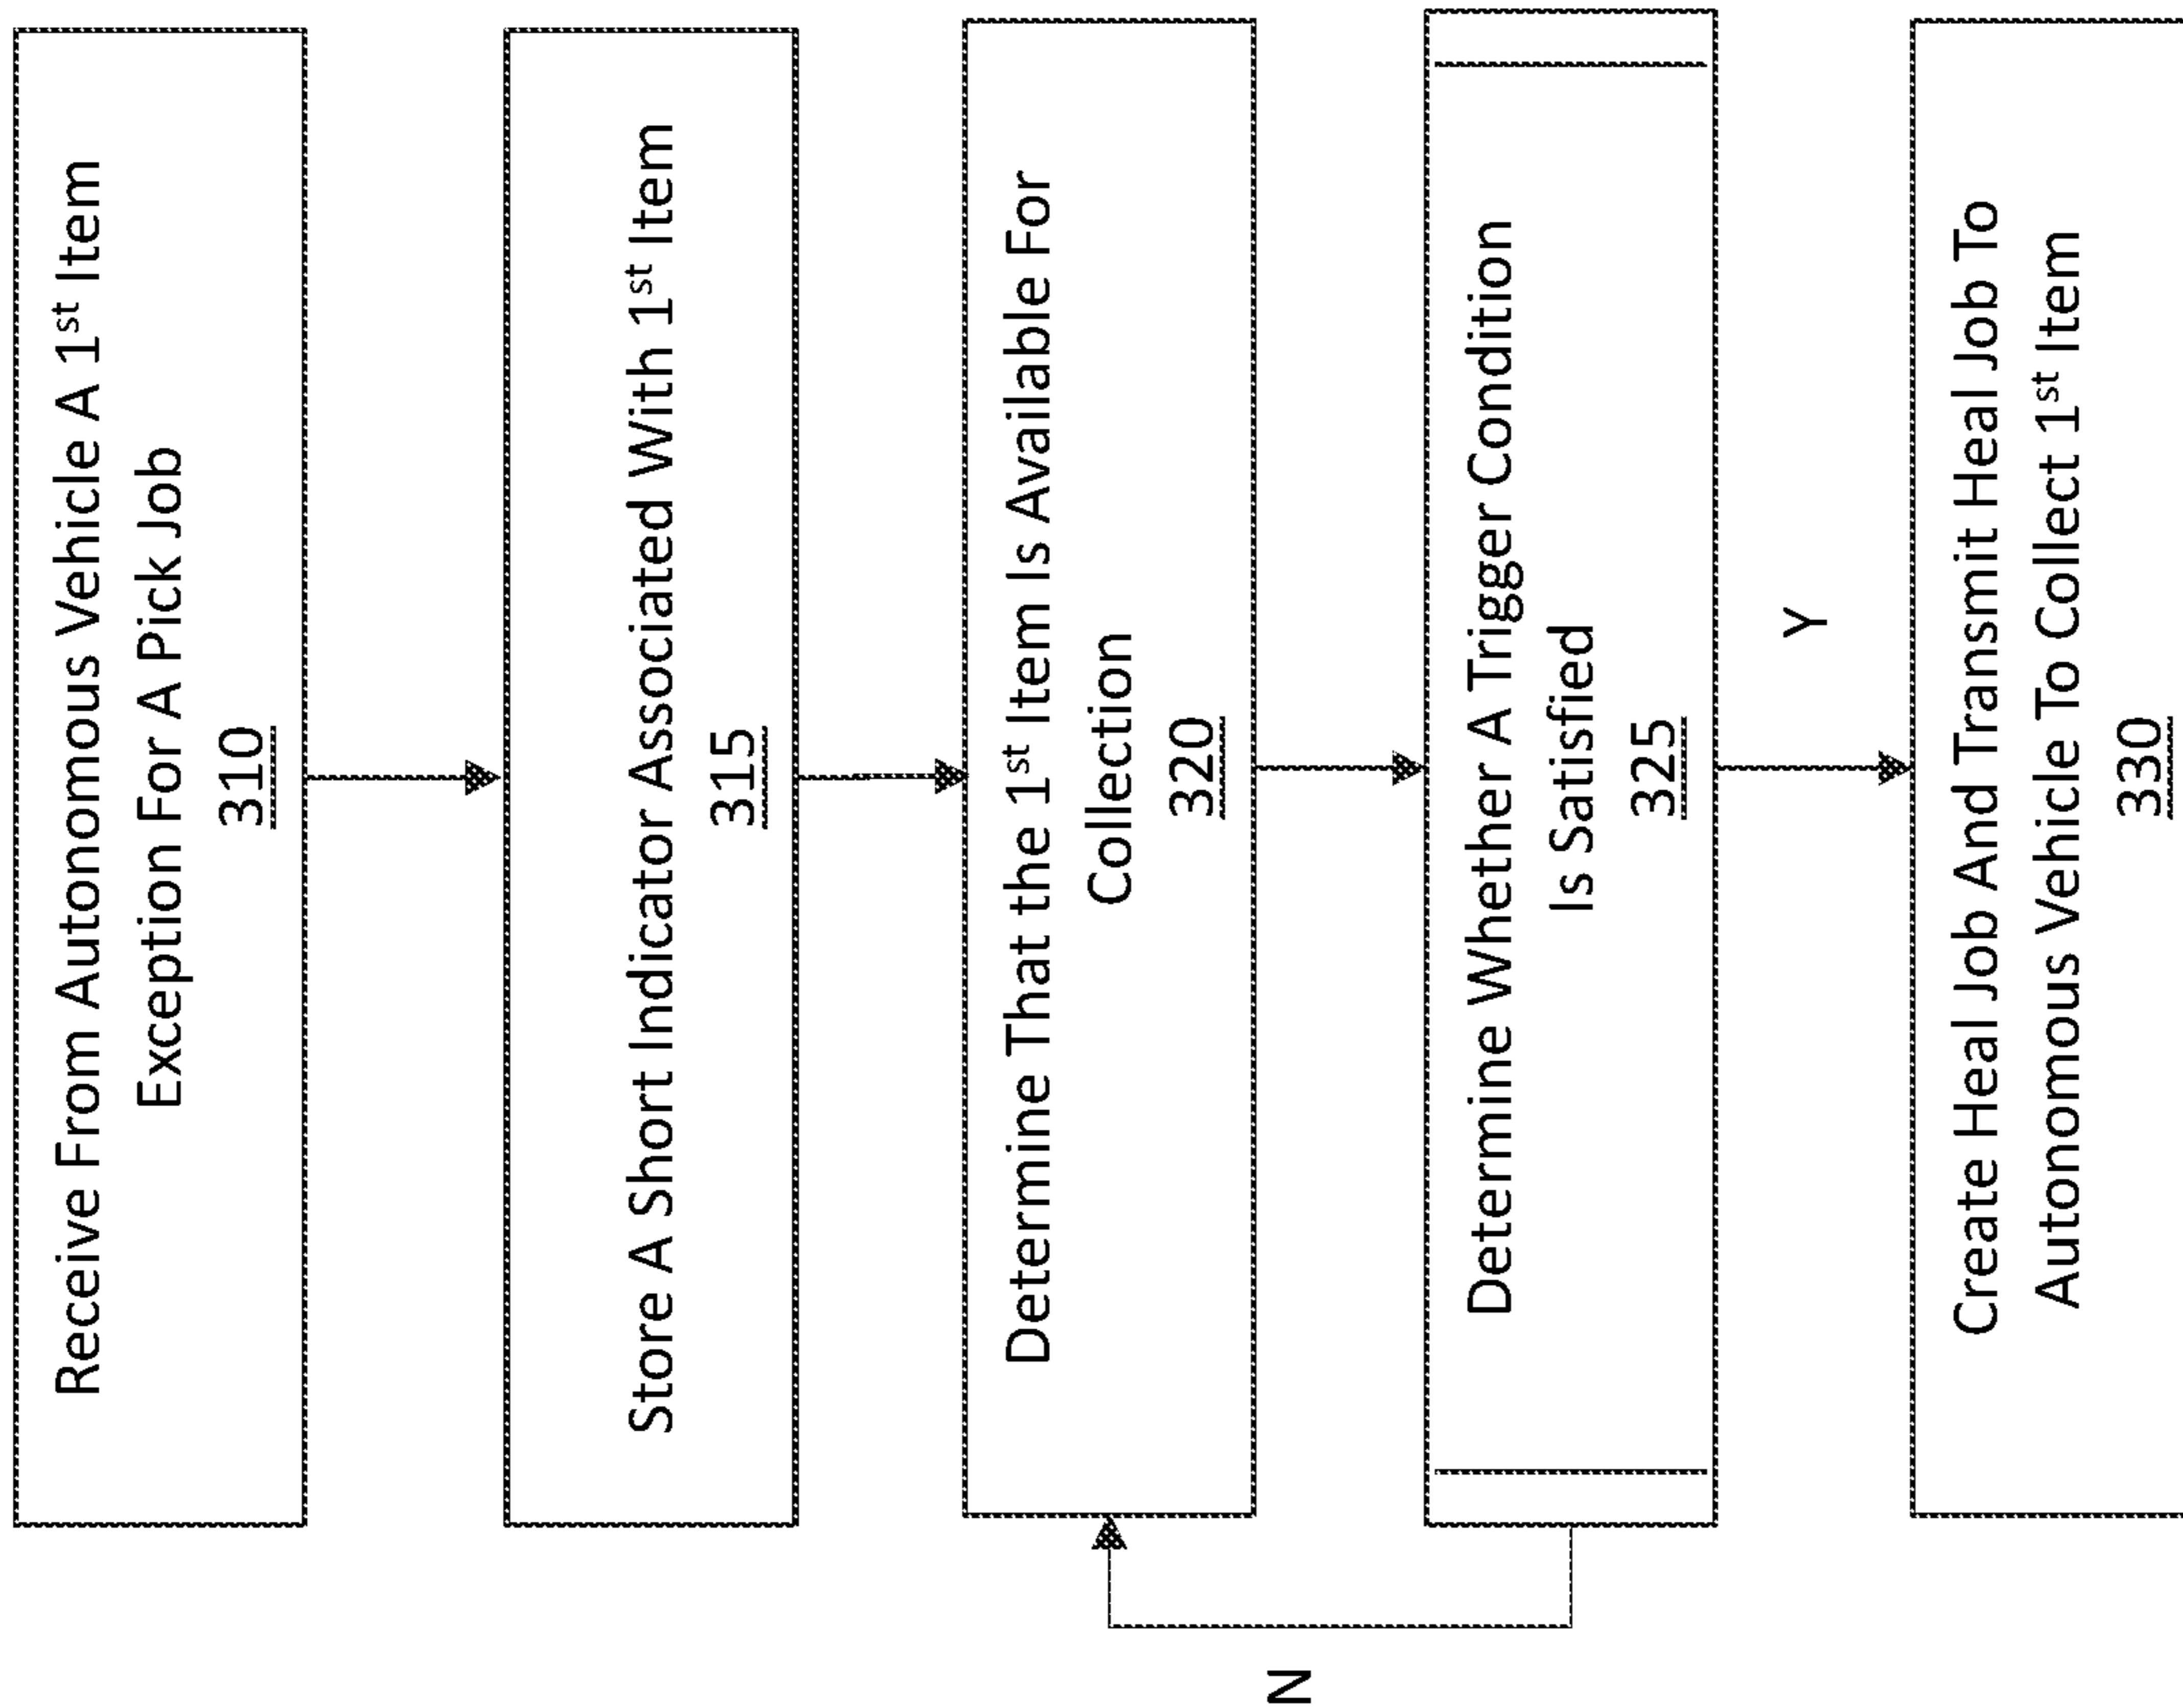 Receive From Autonomous Vehicle A 1st Item
Exception For A Pick Job
310
Store A Short Indicator Associated With 1st Item
315
Determine That the 1st Item Is Available For
Collection
320
Determine Whether A Trigger Condition
Is Satisfied
325
N
Y
Create Heal Job And Transmit Heal Job To
Autonomous Vehicle To Collect 1st Item
330